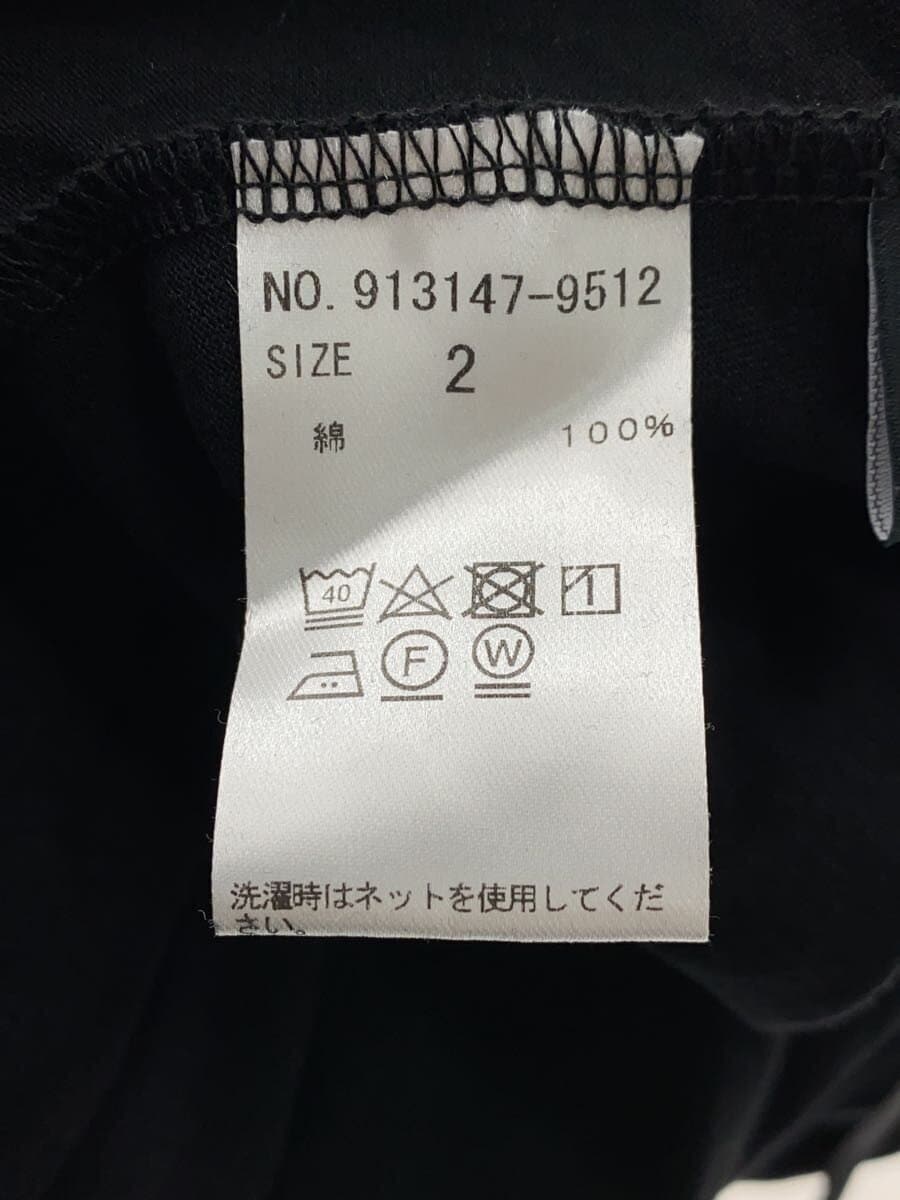 NO. 913147-9512
SIZE 2
綿 100%
40
F W
洗濯時はネットを使用してくだ
さい。